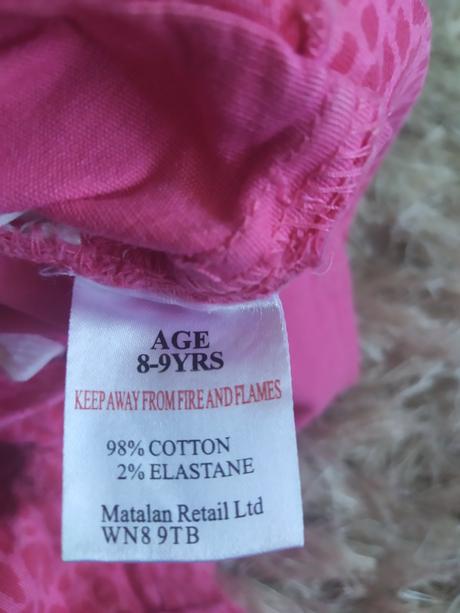 AGE
8-9YRS
KEEP AWAY FROM FIRE AND FLAMES
98% COTTON
2% ELASTANE
Matalan Retail Ltd
WN8 9TB